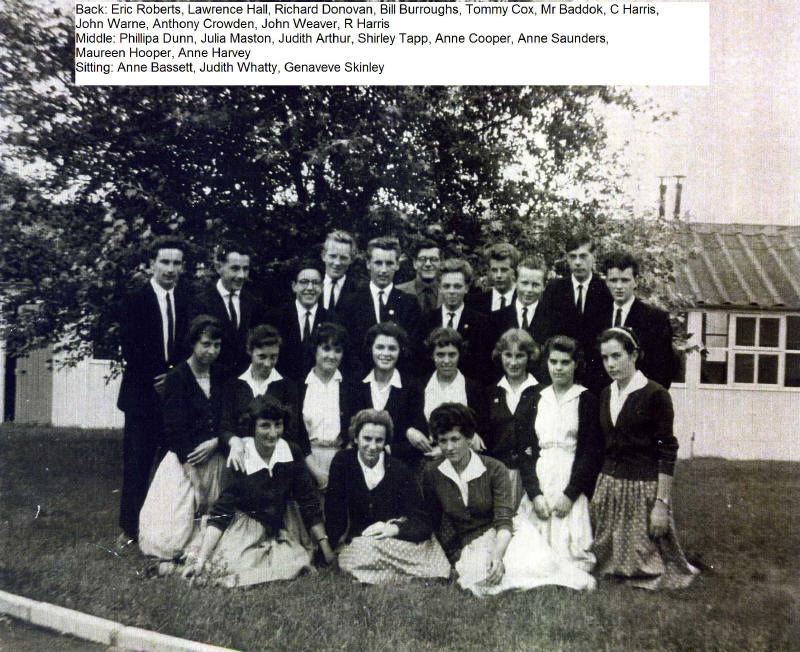 Back: Eric Roberts, Lawrence Hall, Richard Donovan, Bill Burroughs, Tommy Cox, Mr Baddok, C Harris,
John Warne, Anthony Crowden, John Weaver, R Harris
Middle: Phillipa Dunn, Julia Maston, Judith Arthur, Shirley Tapp, Anne Cooper, Anne Saunders,
Maureen Hooper, Anne Harvey
Sitting: Anne Bassett, Judith Whatty, Genaveve Skinley